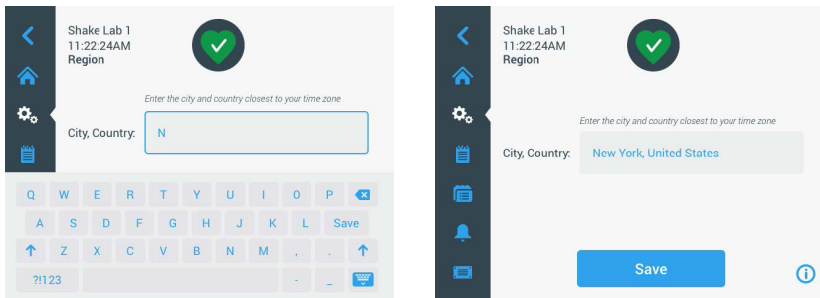 Shake Lab 1
11:22:24AM
Region
Enter the city and country closest to your time zone
City, Country: N
Q W E R T Y U I O P
A S D F G H J K L Save
Z X C V B N M , .
?!123 - _
Shake Lab 1
11:22:24AM
Region
Enter the city and country closest to your time zone
City, Country: New York, United States
Save